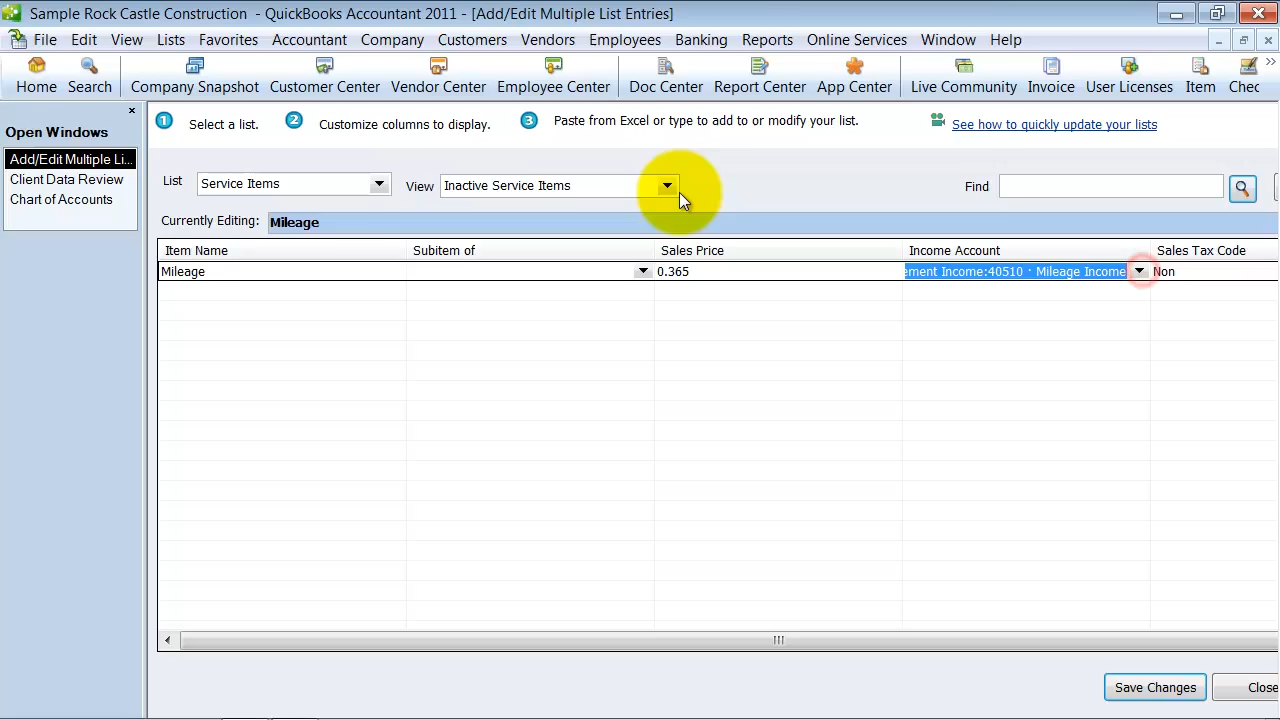 Sample Rock Castle Construction - QuickBooks Accountant 2011 - [Add/Edit Multiple List Entries]
File Edit View Lists Favorites Accountant Company Customers Vendors Employees Banking Reports Online Services Window Help
Home Search Company Snapshot Customer Center Vendor Center Employee Center Doc Center Report Center App Center Live Community Invoice User Licenses Item Chec
Open Windows
Add/Edit Multiple Li...
Client Data Review
Chart of Accounts
1 Select a list. 2 Customize columns to display. 3 Paste from Excel or type to add to or modify your list. See how to quickly update your lists
List Service Items View Inactive Service Items Find
Currently Editing: Mileage
Item Name Subitem of Sales Price Income Account Sales Tax Code
Mileage 0.365 ement Income:40510 · Mileage Income Non
Save Changes Close